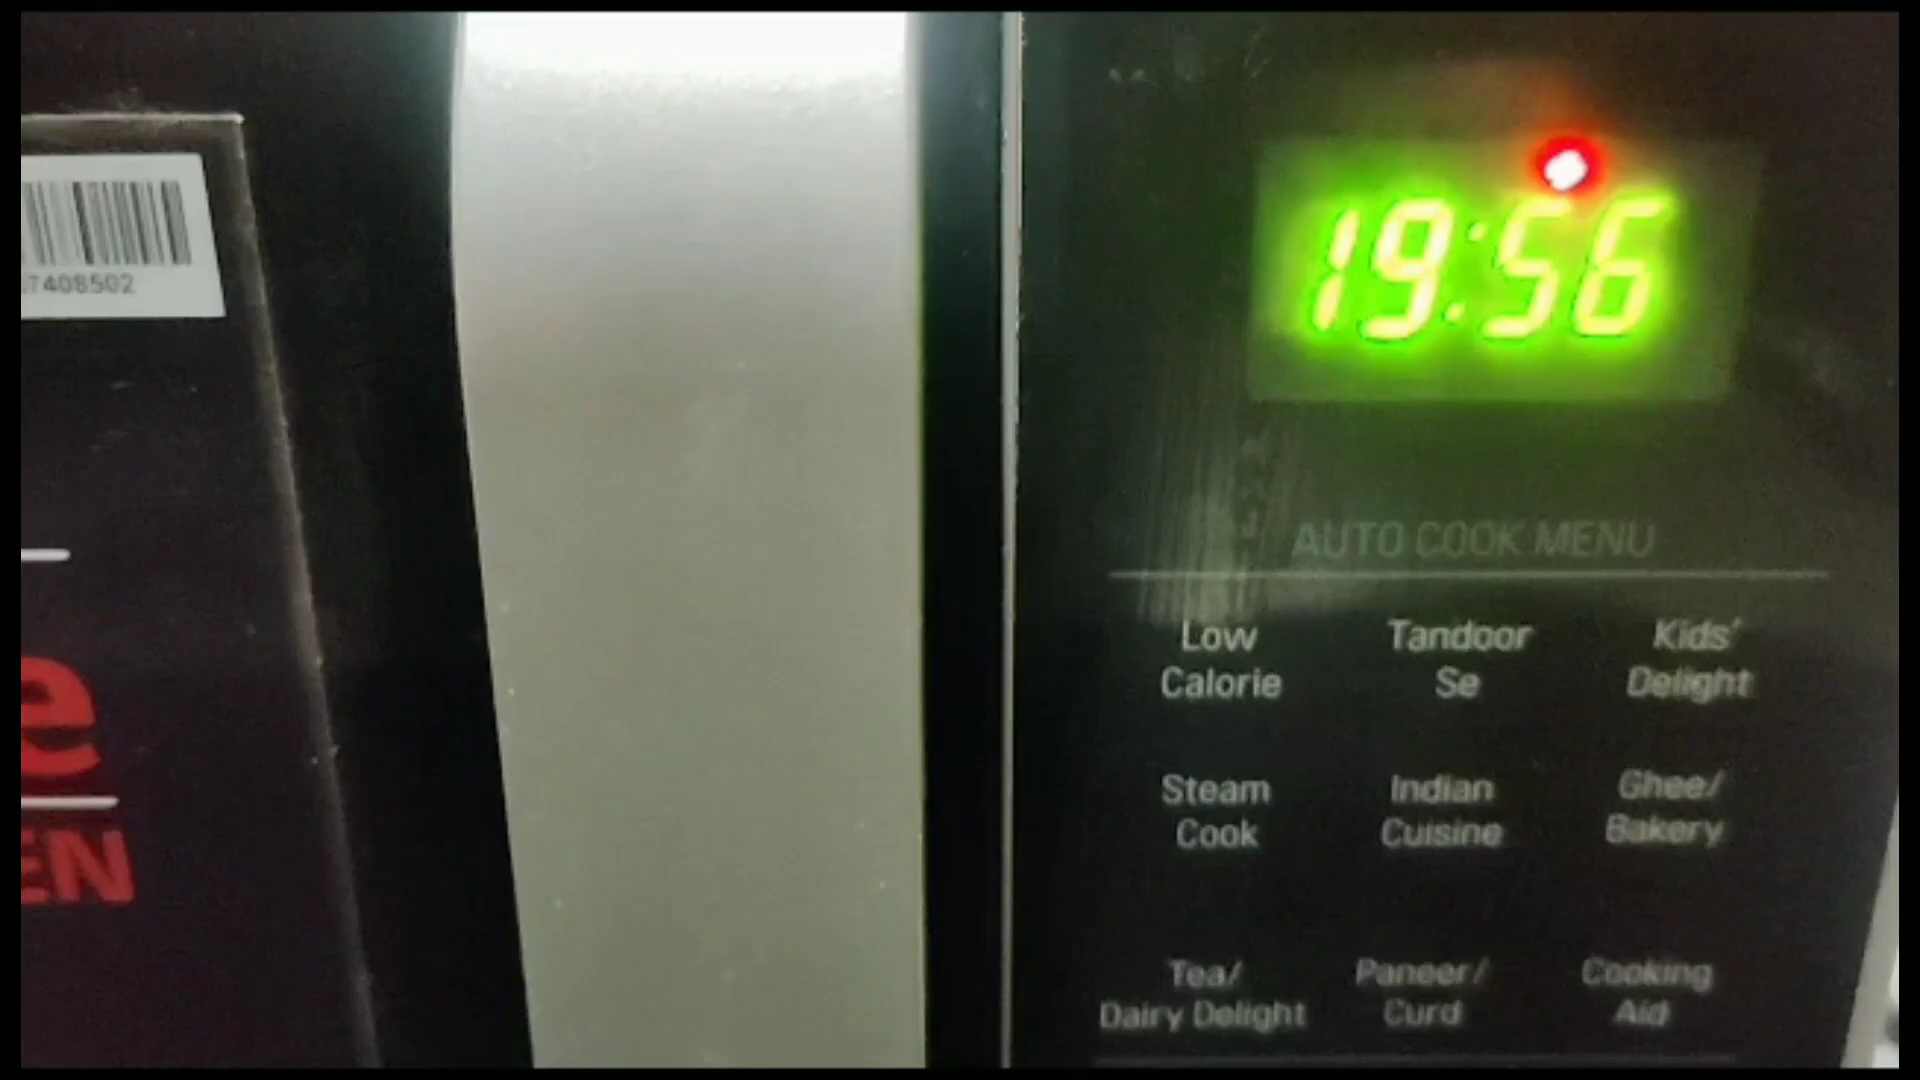 7408502
e
EN
19:56
AUTO COOK MENU
Low Calorie
Tandoor Se
Kids' Delight
Steam Cook
Indian Cuisine
Ghee/ Bakery
Tea/ Dairy Delight
Paneer/ Curd
Cooking Aid